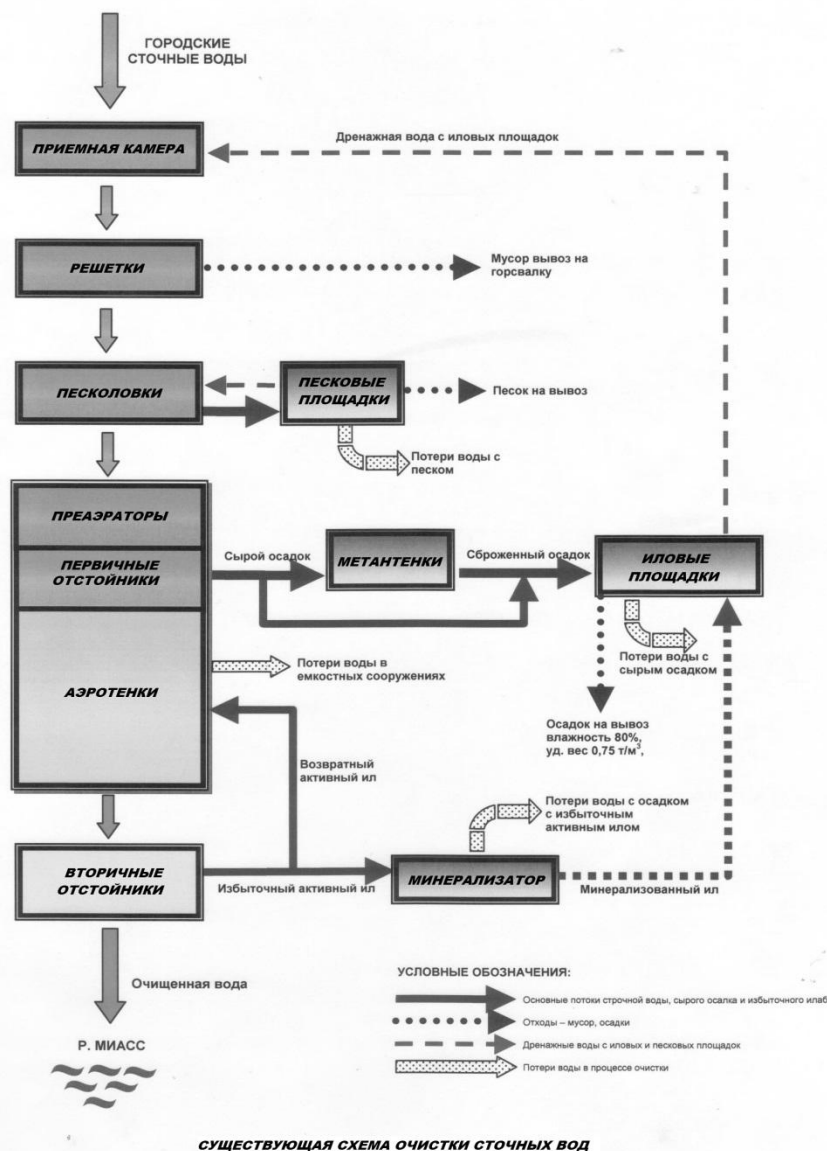 ГОРОДСКИЕ
СТОЧНЫЕ ВОДЫ
ПРИЕМНАЯ КАМЕРА
Дренажная вода с иловых площадок
РЕШЕТКИ
Мусор вывоз на
горсвалку
ПЕСКОЛОВКИ
ПЕСКОВЫЕ
ПЛОЩАДКИ
Песок на вывоз
Потери воды с
песком
ПРЕАЭРАТОРЫ
ПЕРВИЧНЫЕ
ОТСТОЙНИКИ
Сырой осадок
МЕТАНТЕНКИ
Сброженный осадок
ИЛОВЫЕ
ПЛОЩАДКИ
Потери воды с
сырым осадком
АЭРОТЕНКИ
Потери воды в
емкостных сооружениях
Осадок на вывоз
влажность 80%,
уд. вес 0,75 т/м³,
Возвратный
активный ил
Потери воды с осадком
с избыточным
активным илом
ВТОРИЧНЫЕ
ОТСТОЙНИКИ
Избыточный активный ил
МИНЕРАЛИЗАТОР
Минерализованный ил
Очищенная вода
Р. МИАСС
УСЛОВНЫЕ ОБОЗНАЧЕНИЯ:
Основные потоки строчной воды, сырого осалка и избыточного илаб
Отходы – мусор, осадки
Дренажные воды с иловых и песковых площадок
Потери воды в процессе очистки
СУЩЕСТВУЮЩАЯ СХЕМА ОЧИСТКИ СТОЧНЫХ ВОД